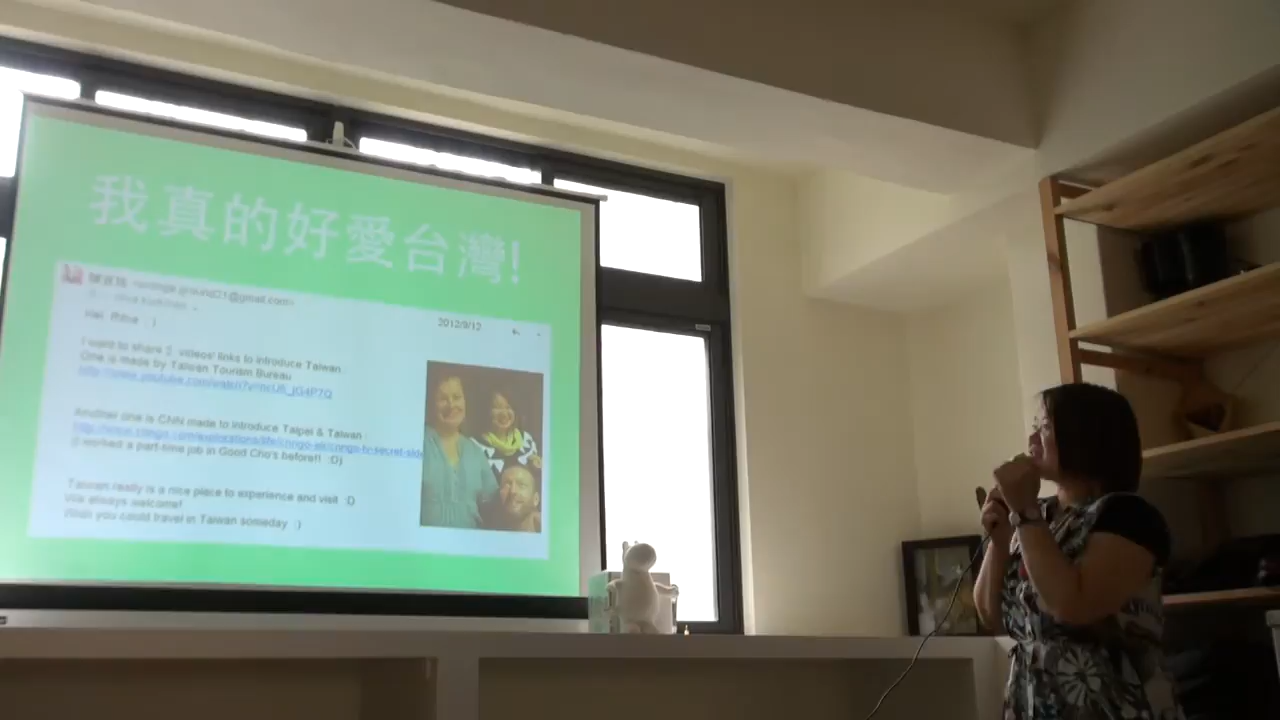 我真的好愛台灣!
2012/9/12
I want to share 2 videos' links to introduce Taiwan.
One is made by Taiwan Tourism Bureau
Another one is CNN made to introduce Taipei & Taiwan
(I worked a part-time job in Good Cho's before!! :D)
Taiwan really is a nice place to experience and visit :D
We always welcome!
Wish you could travel in Taiwan someday :)